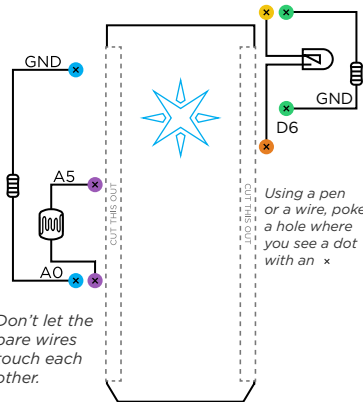 GND
GND
D6
A5
CUT THIS OUT
CUT THIS OUT
Using a pen
or a wire, poke
a hole where
you see a dot
with an ×
A0
Don't let the
bare wires
touch each
other.